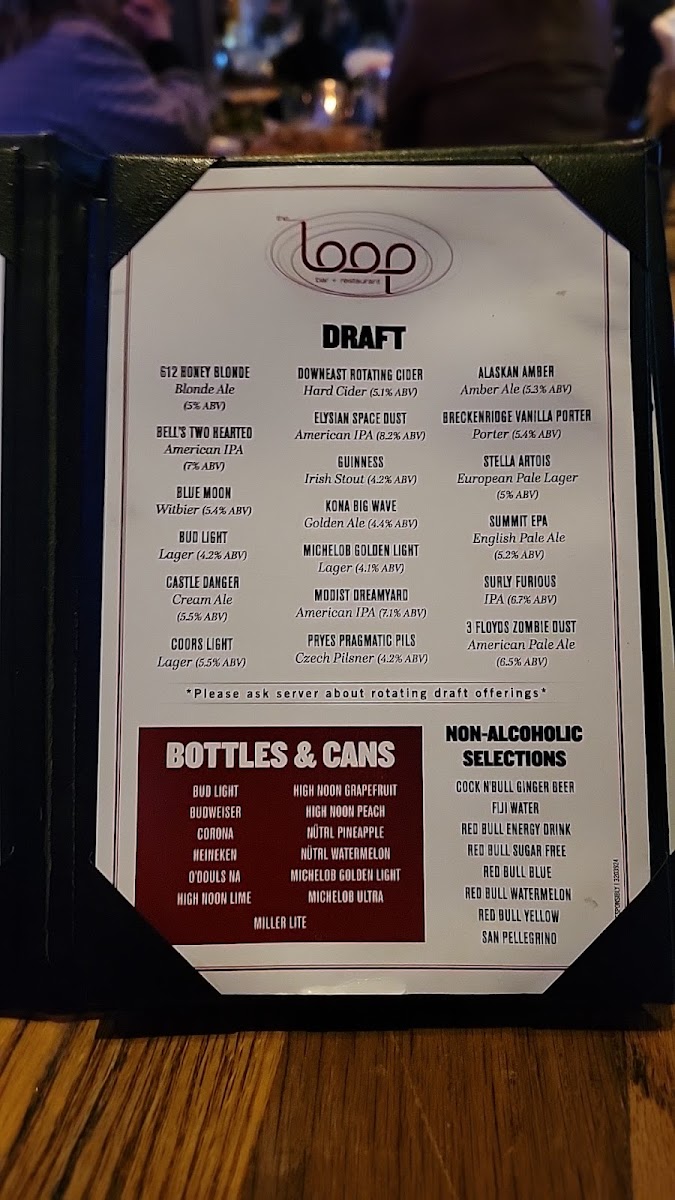 the
Loop
bar + restaurant
DRAFT
612 HONEY BLONDE
Blonde Ale
(5% ABV)
BELL'S TWO HEARTED
American IPA
(7% ABV)
BLUE MOON
Witbier (5.4% ABV)
BUD LIGHT
Lager (4.2% ABV)
CASTLE DANGER
Cream Ale
(5.5% ABV)
COORS LIGHT
Lager (5.5% ABV)
DOWNEAST ROTATING CIDER
Hard Cider (5.1% ABV)
ELYSIAN SPACE DUST
American IPA (8.2% ABV)
GUINNESS
Irish Stout (4.2% ABV)
KONA BIG WAVE
Golden Ale (4.4% ABV)
MICHELOB GOLDEN LIGHT
Lager (4.1% ABV)
MODIST DREAMYARD
American IPA (7.1% ABV)
PRYES PRAGMATIC PILS
Czech Pilsner (4.2% ABV)
ALASKAN AMBER
Amber Ale (5.3% ABV)
BRECKENRIDGE VANILLA PORTER
Porter (5.4% ABV)
STELLA ARTOIS
European Pale Lager
(5% ABV)
SUMMIT EPA
English Pale Ale
(5.2% ABV)
SURLY FURIOUS
IPA (6.7% ABV)
3 FLOYDS ZOMBIE DUST
American Pale Ale
(6.5% ABV)
*Please ask server about rotating draft offerings*
BOTTLES & CANS
BUD LIGHT
BUDWEISER
CORONA
HEINEKEN
O'DOULS NA
HIGH NOON LIME
HIGH NOON GRAPEFRUIT
HIGH NOON PEACH
NÜTRL PINEAPPLE
NÜTRL WATERMELON
MICHELOB GOLDEN LIGHT
MICHELOB ULTRA
MILLER LITE
NON-ALCOHOLIC
SELECTIONS
COCK N'BULL GINGER BEER
FIJI WATER
RED BULL ENERGY DRINK
RED BULL SUGAR FREE
RED BULL BLUE
RED BULL WATERMELON
RED BULL YELLOW
SAN PELLEGRINO